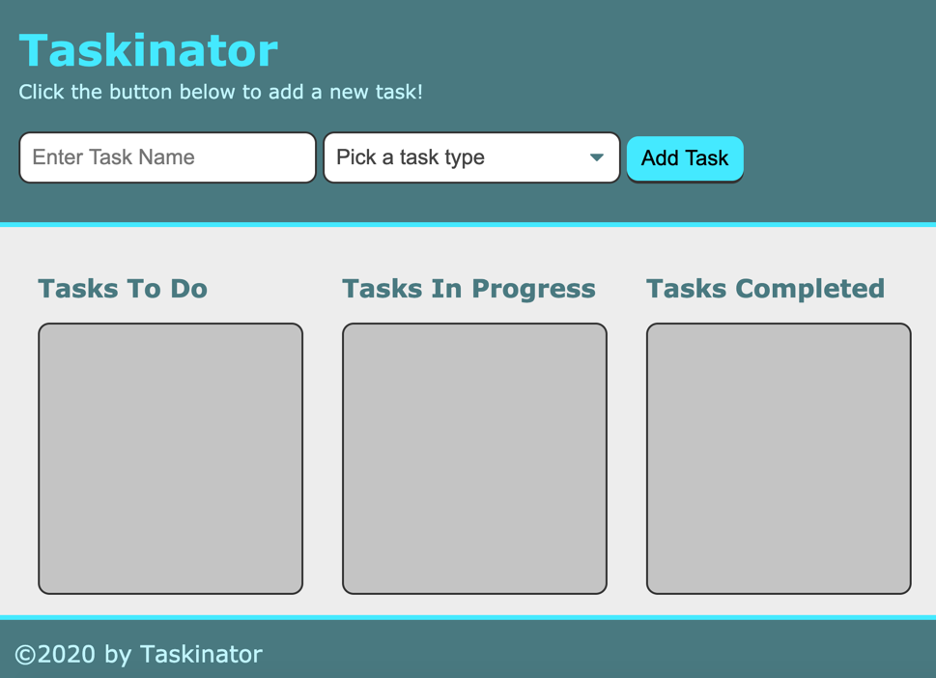 Taskinator
Click the button below to add a new task!
Enter Task Name
Pick a task type
Add Task
Tasks To Do
Tasks In Progress
Tasks Completed
©2020 by Taskinator